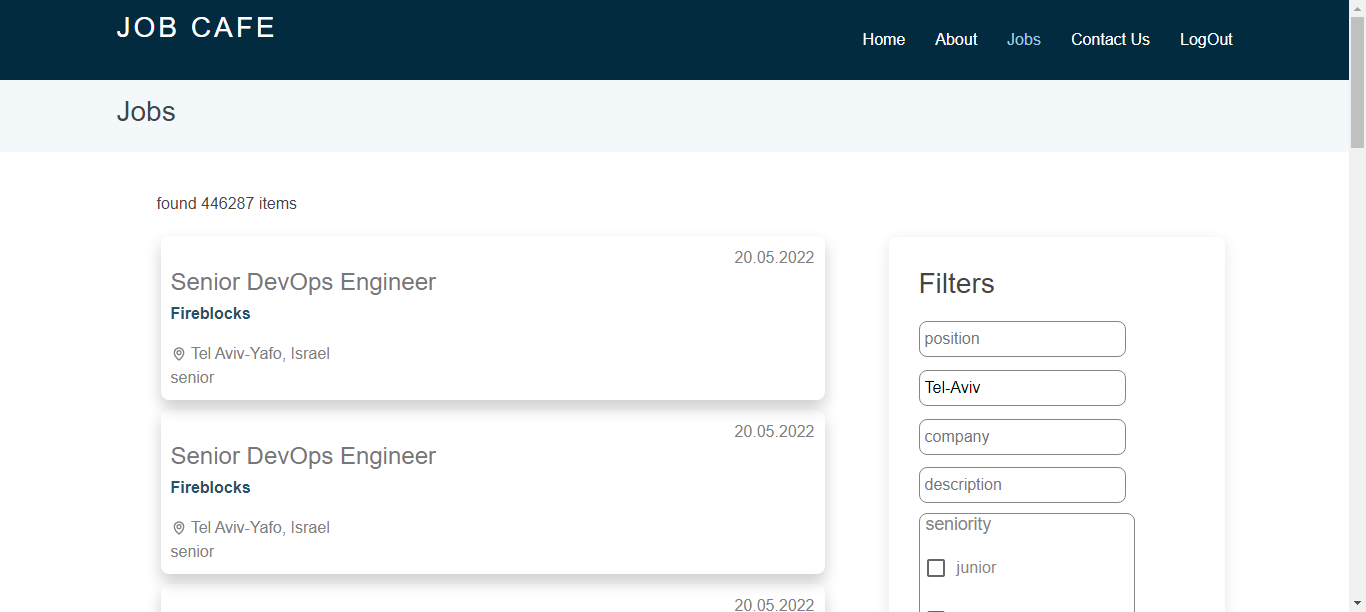 JOB CAFE
Home About Jobs Contact Us LogOut
Jobs
found 446287 items
20.05.2022
Senior DevOps Engineer
Fireblocks
Tel Aviv-Yafo, Israel
senior
20.05.2022
Senior DevOps Engineer
Fireblocks
Tel Aviv-Yafo, Israel
senior
20.05.2022
Filters
position
Tel-Aviv
company
description
seniority
junior